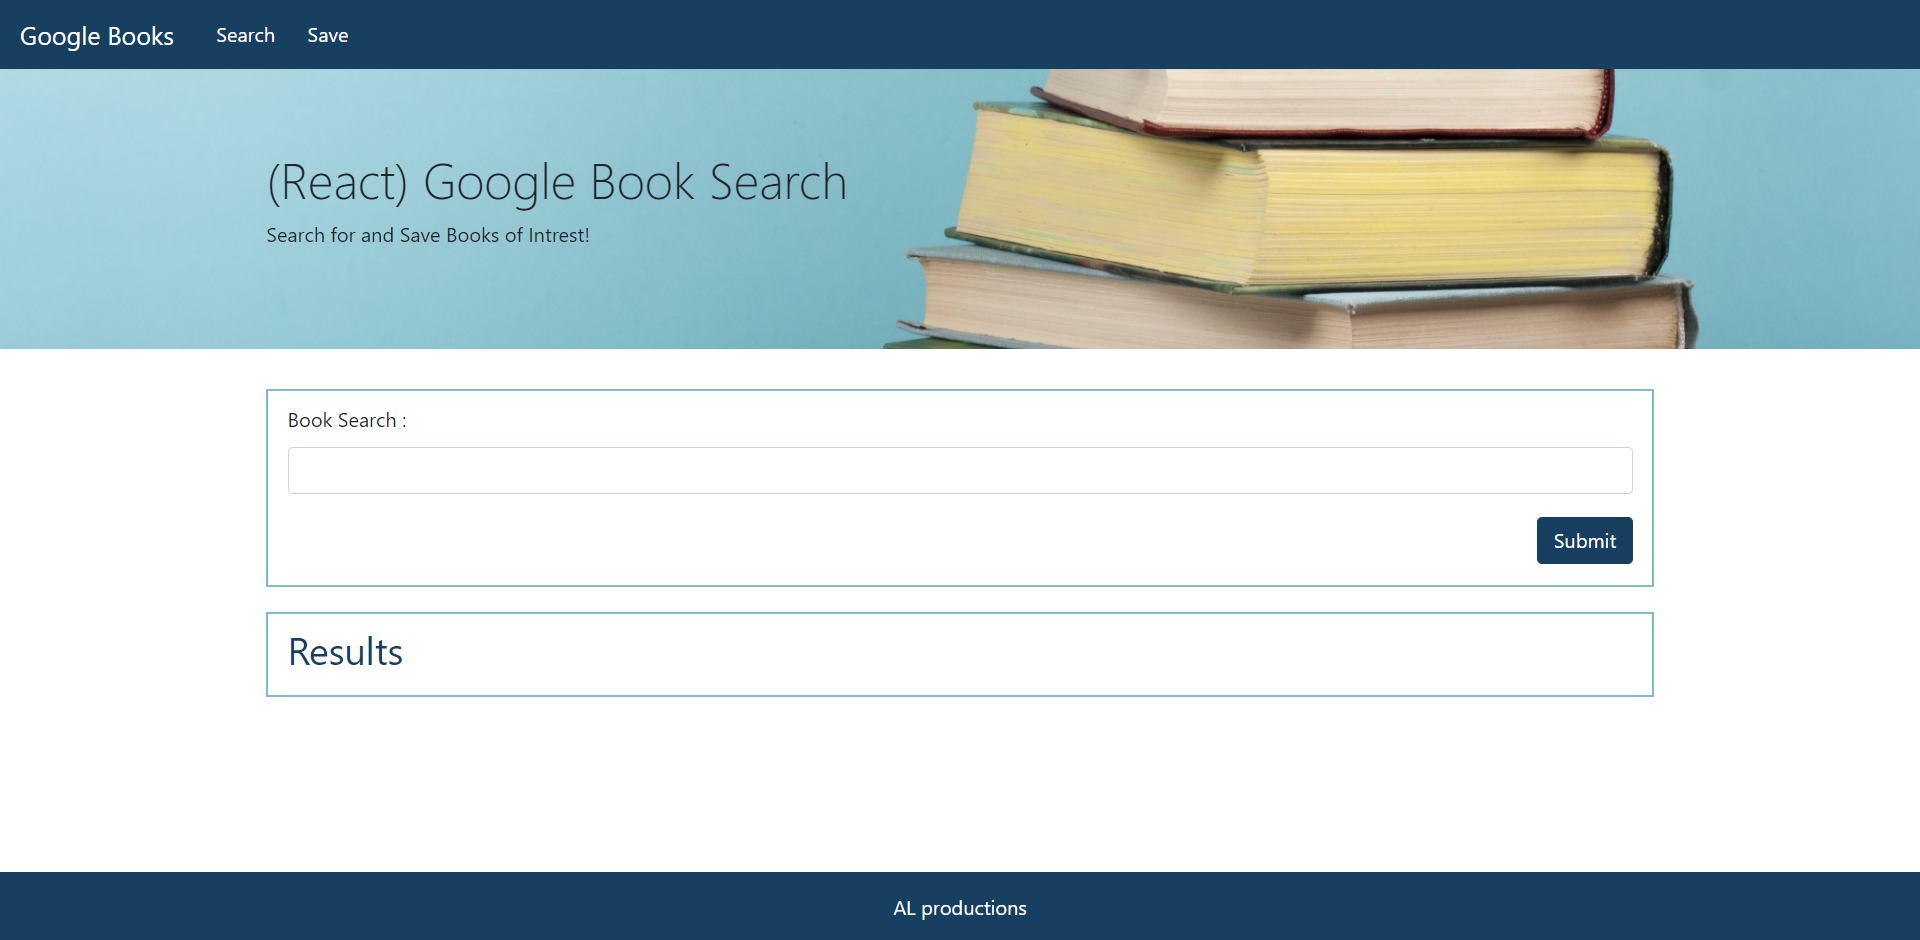 Google Books Search Save
(React) Google Book Search
Search for and Save Books of Intrest!
Book Search :
Submit
Results
AL productions